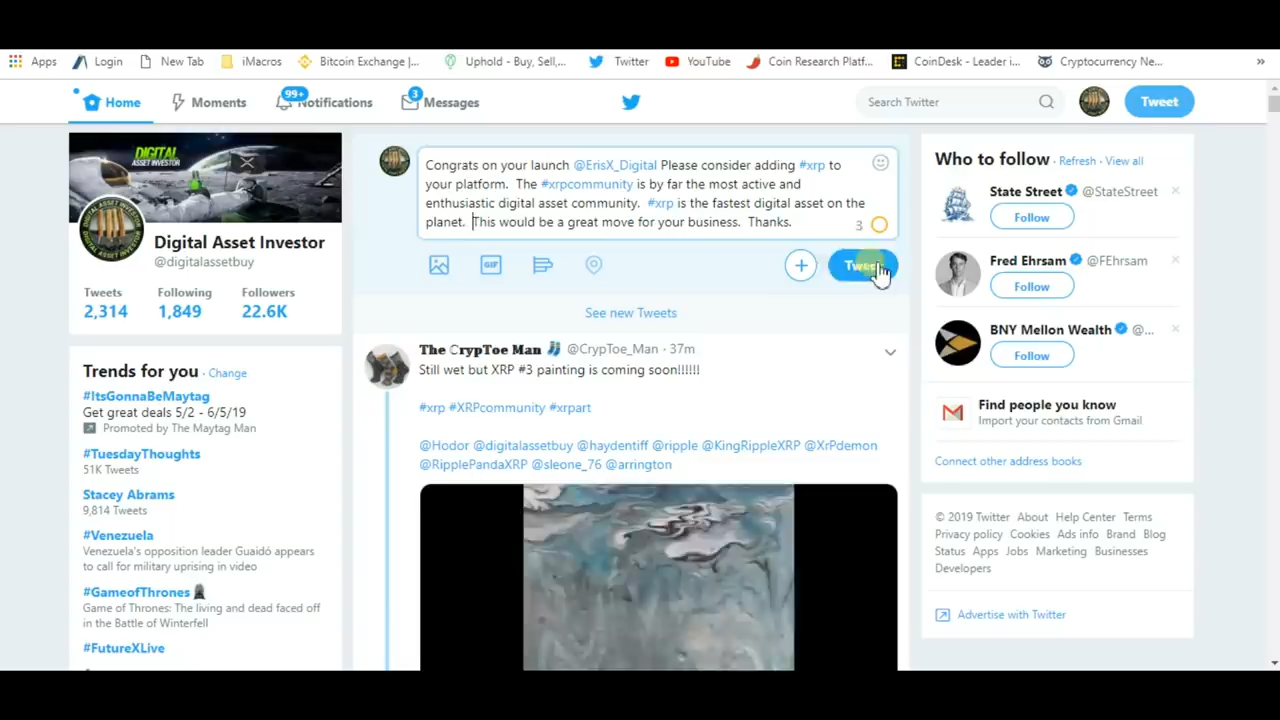 Apps Login New Tab iMacros Bitcoin Exchange |... Uphold - Buy, Sell,... Twitter YouTube Coin Research Platf... CoinDesk - Leader i... Cryptocurrency Ne... »
Home Moments 99+ Notifications 3 Messages Search Twitter Tweet
DIGITAL
ASSET INVESTOR
Digital Asset Investor
@digitalassetbuy
Tweets Following Followers
2,314 1,849 22.6K
Trends for you · Change
#ItsGonnaBeMaytag
Get great deals 5/2 - 6/5/19
Promoted by The Maytag Man
#TuesdayThoughts
51K Tweets
Stacey Abrams
9,814 Tweets
#Venezuela
Venezuela's opposition leader Guaidó appears
to call for military uprising in video
#GameofThrones
Game of Thrones: The living and dead faced off
in the Battle of Winterfell
#FutureXLive
Congrats on your launch @ErisX_Digital Please consider adding #xrp to
your platform. The #xrpcommunity is by far the most active and
enthusiastic digital asset community. #xrp is the fastest digital asset on the
planet. This would be a great move for your business. Thanks.
3
GIF
Tweet
See new Tweets
The CrypToe Man @CrypToe_Man · 37m
Still wet but XRP #3 painting is coming soon!!!!!!
#xrp #XRPcommunity #xrpart
@Hodor @digitalassetbuy @haydentiff @ripple @KingRippleXRP @XrPdemon
@RipplePandaXRP @sleone_76 @arrington
Who to follow · Refresh · View all
State Street @StateStreet
Follow
Fred Ehrsam @FEhrsam
Follow
BNY Mellon Wealth @...
Follow
Find people you know
Import your contacts from Gmail
Connect other address books
© 2019 Twitter About Help Center Terms
Privacy policy Cookies Ads info Brand Blog
Status Apps Jobs Marketing Businesses
Developers
Advertise with Twitter